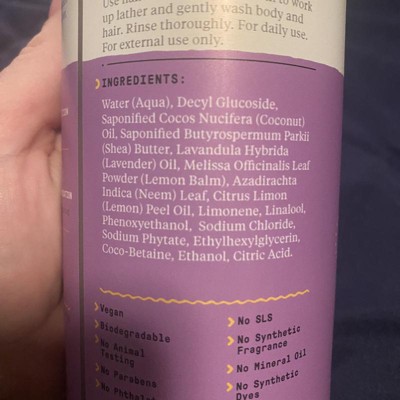 Use hands to work
up lather and gently wash body and
hair. Rinse thoroughly. For daily use.
For external use only.
INGREDIENTS:
Water (Aqua), Decyl Glucoside,
Saponified Cocos Nucifera (Coconut)
Oil, Saponified Butyrospermum Parkii
(Shea) Butter, Lavandula Hybrida
(Lavender) Oil, Melissa Officinalis Leaf
Powder (Lemon Balm), Azadirachta
Indica (Neem) Leaf, Citrus Limon
(Lemon) Peel Oil, Limonene, Linalool,
Phenoxyethanol, Sodium Chloride,
Sodium Phytate, Ethylhexylglycerin,
Coco-Betaine, Ethanol, Citric Acid.
Vegan
Biodegradable
No Animal
Testing
No Parabens
No SLS
No Synthetic
Fragrance
No Mineral Oil
No Synthetic
Dyes